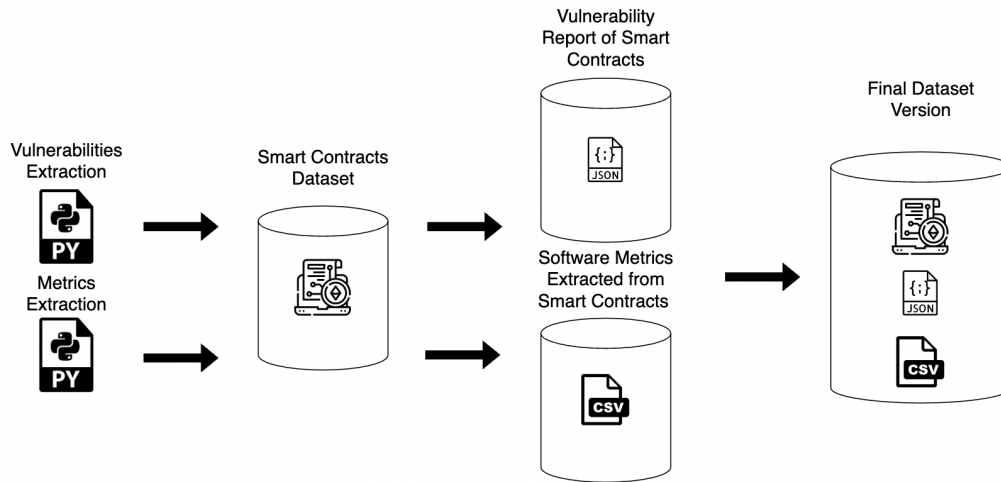 Vulnerabilities
Extraction
PY
Metrics
Extraction
PY
Smart Contracts
Dataset
Vulnerability
Report of Smart
Contracts
{;}
JSON
Software Metrics
Extracted from
Smart Contracts
CSV
Final Dataset
Version
{;}
JSON
CSV